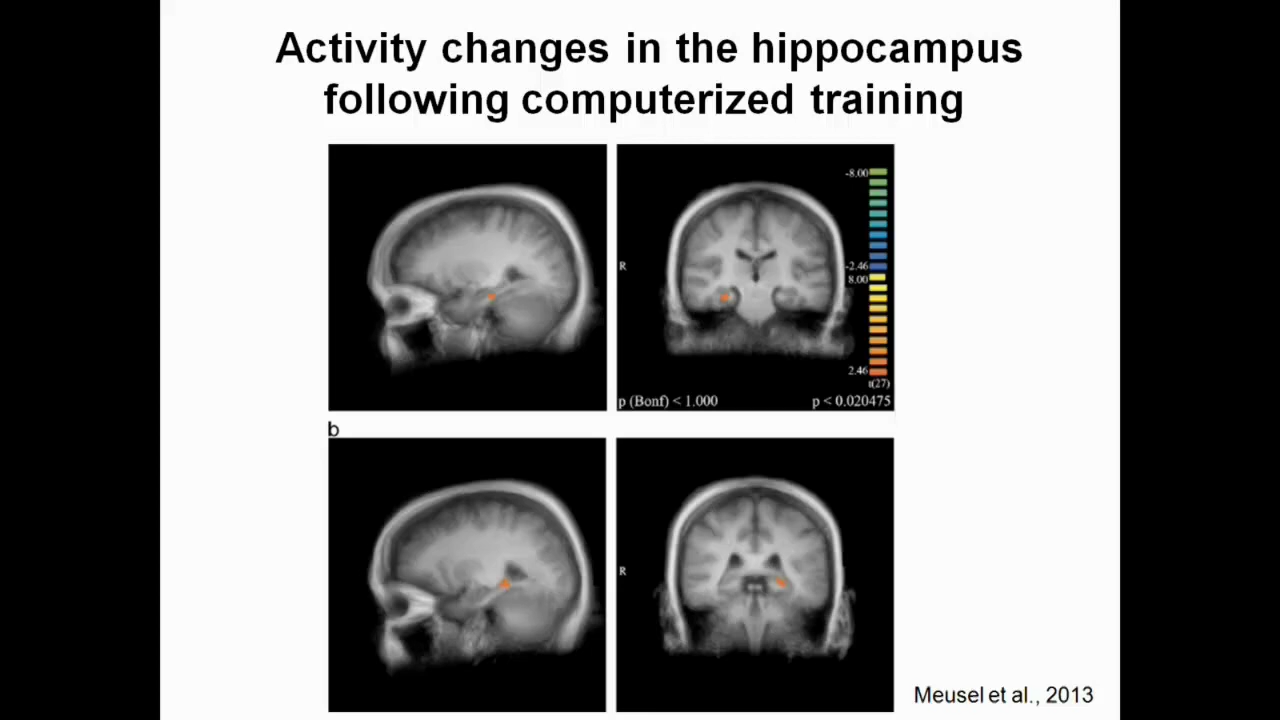 Activity changes in the hippocampus
following computerized training
-8.00
R
-2.46
8.00
2.46
t(27)
p (Bonf) < 1.000
p < 0.020475
b
R
Meusel et al., 2013